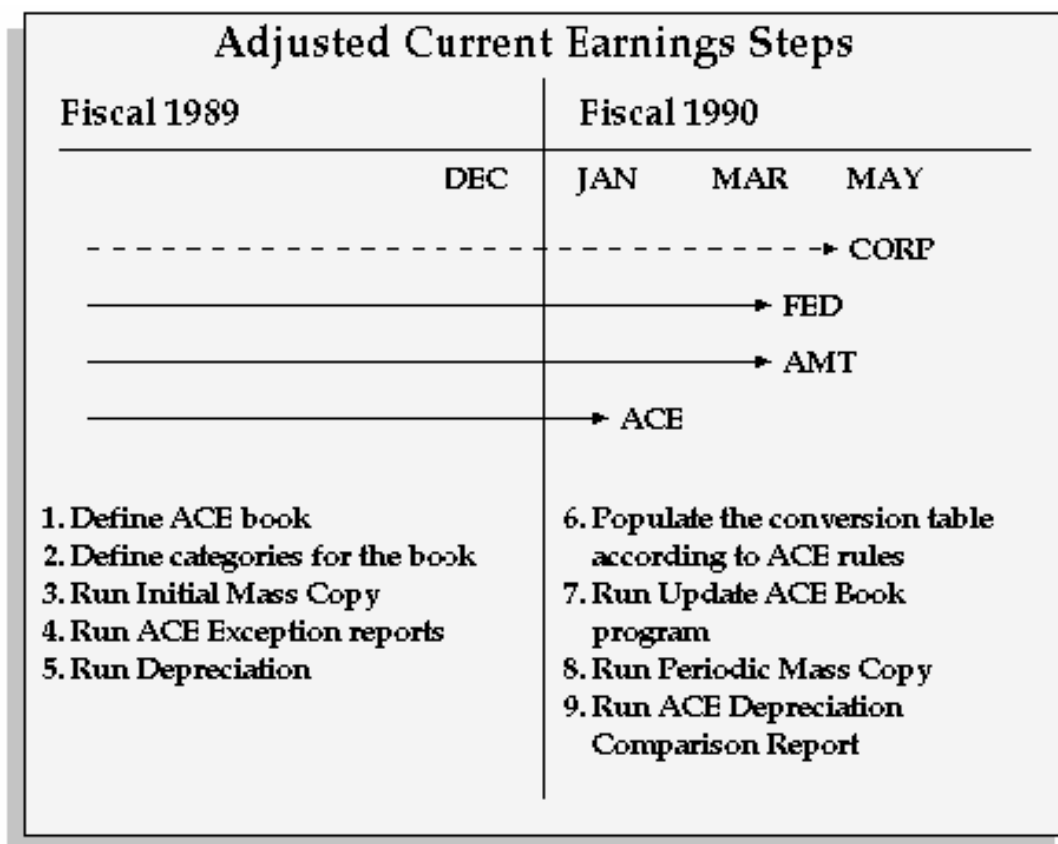 Adjusted Current Earnings Steps
Fiscal 1989
Fiscal 1990
DEC
JAN
MAR
MAY
CORP
FED
AMT
ACE
1. Define ACE book
2. Define categories for the book
3. Run Initial Mass Copy
4. Run ACE Exception reports
5. Run Depreciation
6. Populate the conversion table
according to ACE rules
7. Run Update ACE Book
program
8. Run Periodic Mass Copy
9. Run ACE Depreciation
Comparison Report